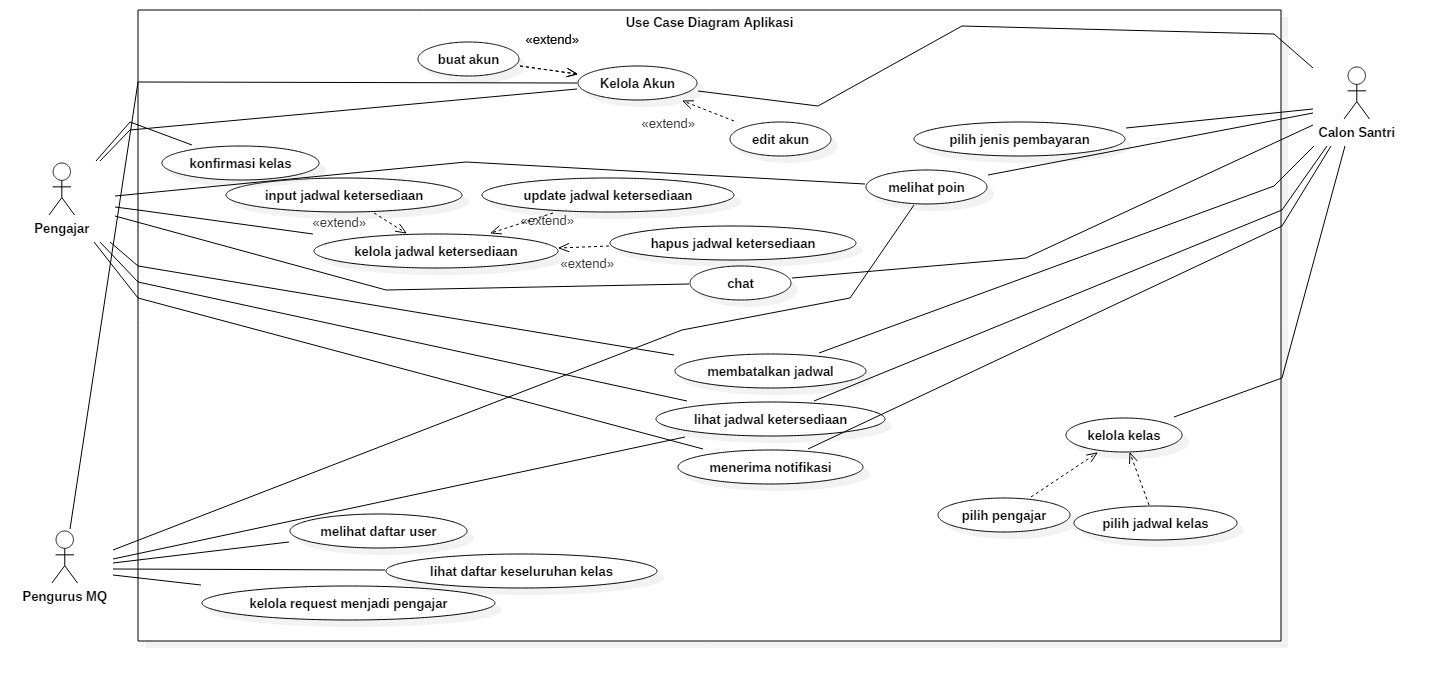 Use Case Diagram Aplikasi
«extend»
buat akun
Kelola Akun
«extend»
edit akun
pilih jenis pembayaran
Calon Santri
konfirmasi kelas
melihat poin
input jadwal ketersediaan
update jadwal ketersediaan
«extend»
«extend»
Pengajar
kelola jadwal ketersediaan
hapus jadwal ketersediaan
«extend»
chat
membatalkan jadwal
lihat jadwal ketersediaan
kelola kelas
menerima notifikasi
pilih pengajar
pilih jadwal kelas
melihat daftar user
lihat daftar keseluruhan kelas
Pengurus MQ
kelola request menjadi pengajar